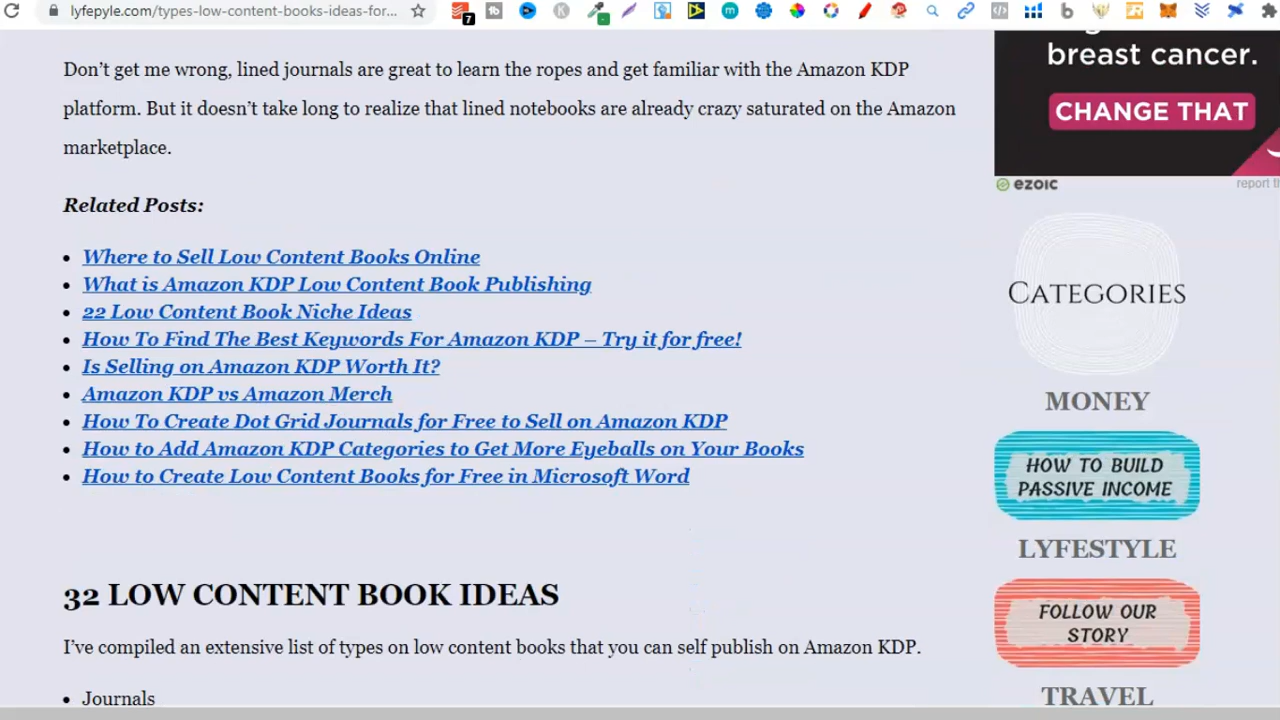 lyfepyle.com/types-low-content-books-ideas-for...
7
Don’t get me wrong, lined journals are great to learn the ropes and get familiar with the Amazon KDP
platform. But it doesn’t take long to realize that lined notebooks are already crazy saturated on the Amazon
marketplace.
Related Posts:
• Where to Sell Low Content Books Online
• What is Amazon KDP Low Content Book Publishing
• 22 Low Content Book Niche Ideas
• How To Find The Best Keywords For Amazon KDP – Try it for free!
• Is Selling on Amazon KDP Worth It?
• Amazon KDP vs Amazon Merch
• How To Create Dot Grid Journals for Free to Sell on Amazon KDP
• How to Add Amazon KDP Categories to Get More Eyeballs on Your Books
• How to Create Low Content Books for Free in Microsoft Word
32 LOW CONTENT BOOK IDEAS
I’ve compiled an extensive list of types on low content books that you can self publish on Amazon KDP.
• Journals
breast cancer.
CHANGE THAT
ezoic
report
CATEGORIES
MONEY
HOW TO BUILD
PASSIVE INCOME
LYFESTYLE
FOLLOW OUR
STORY
TRAVEL